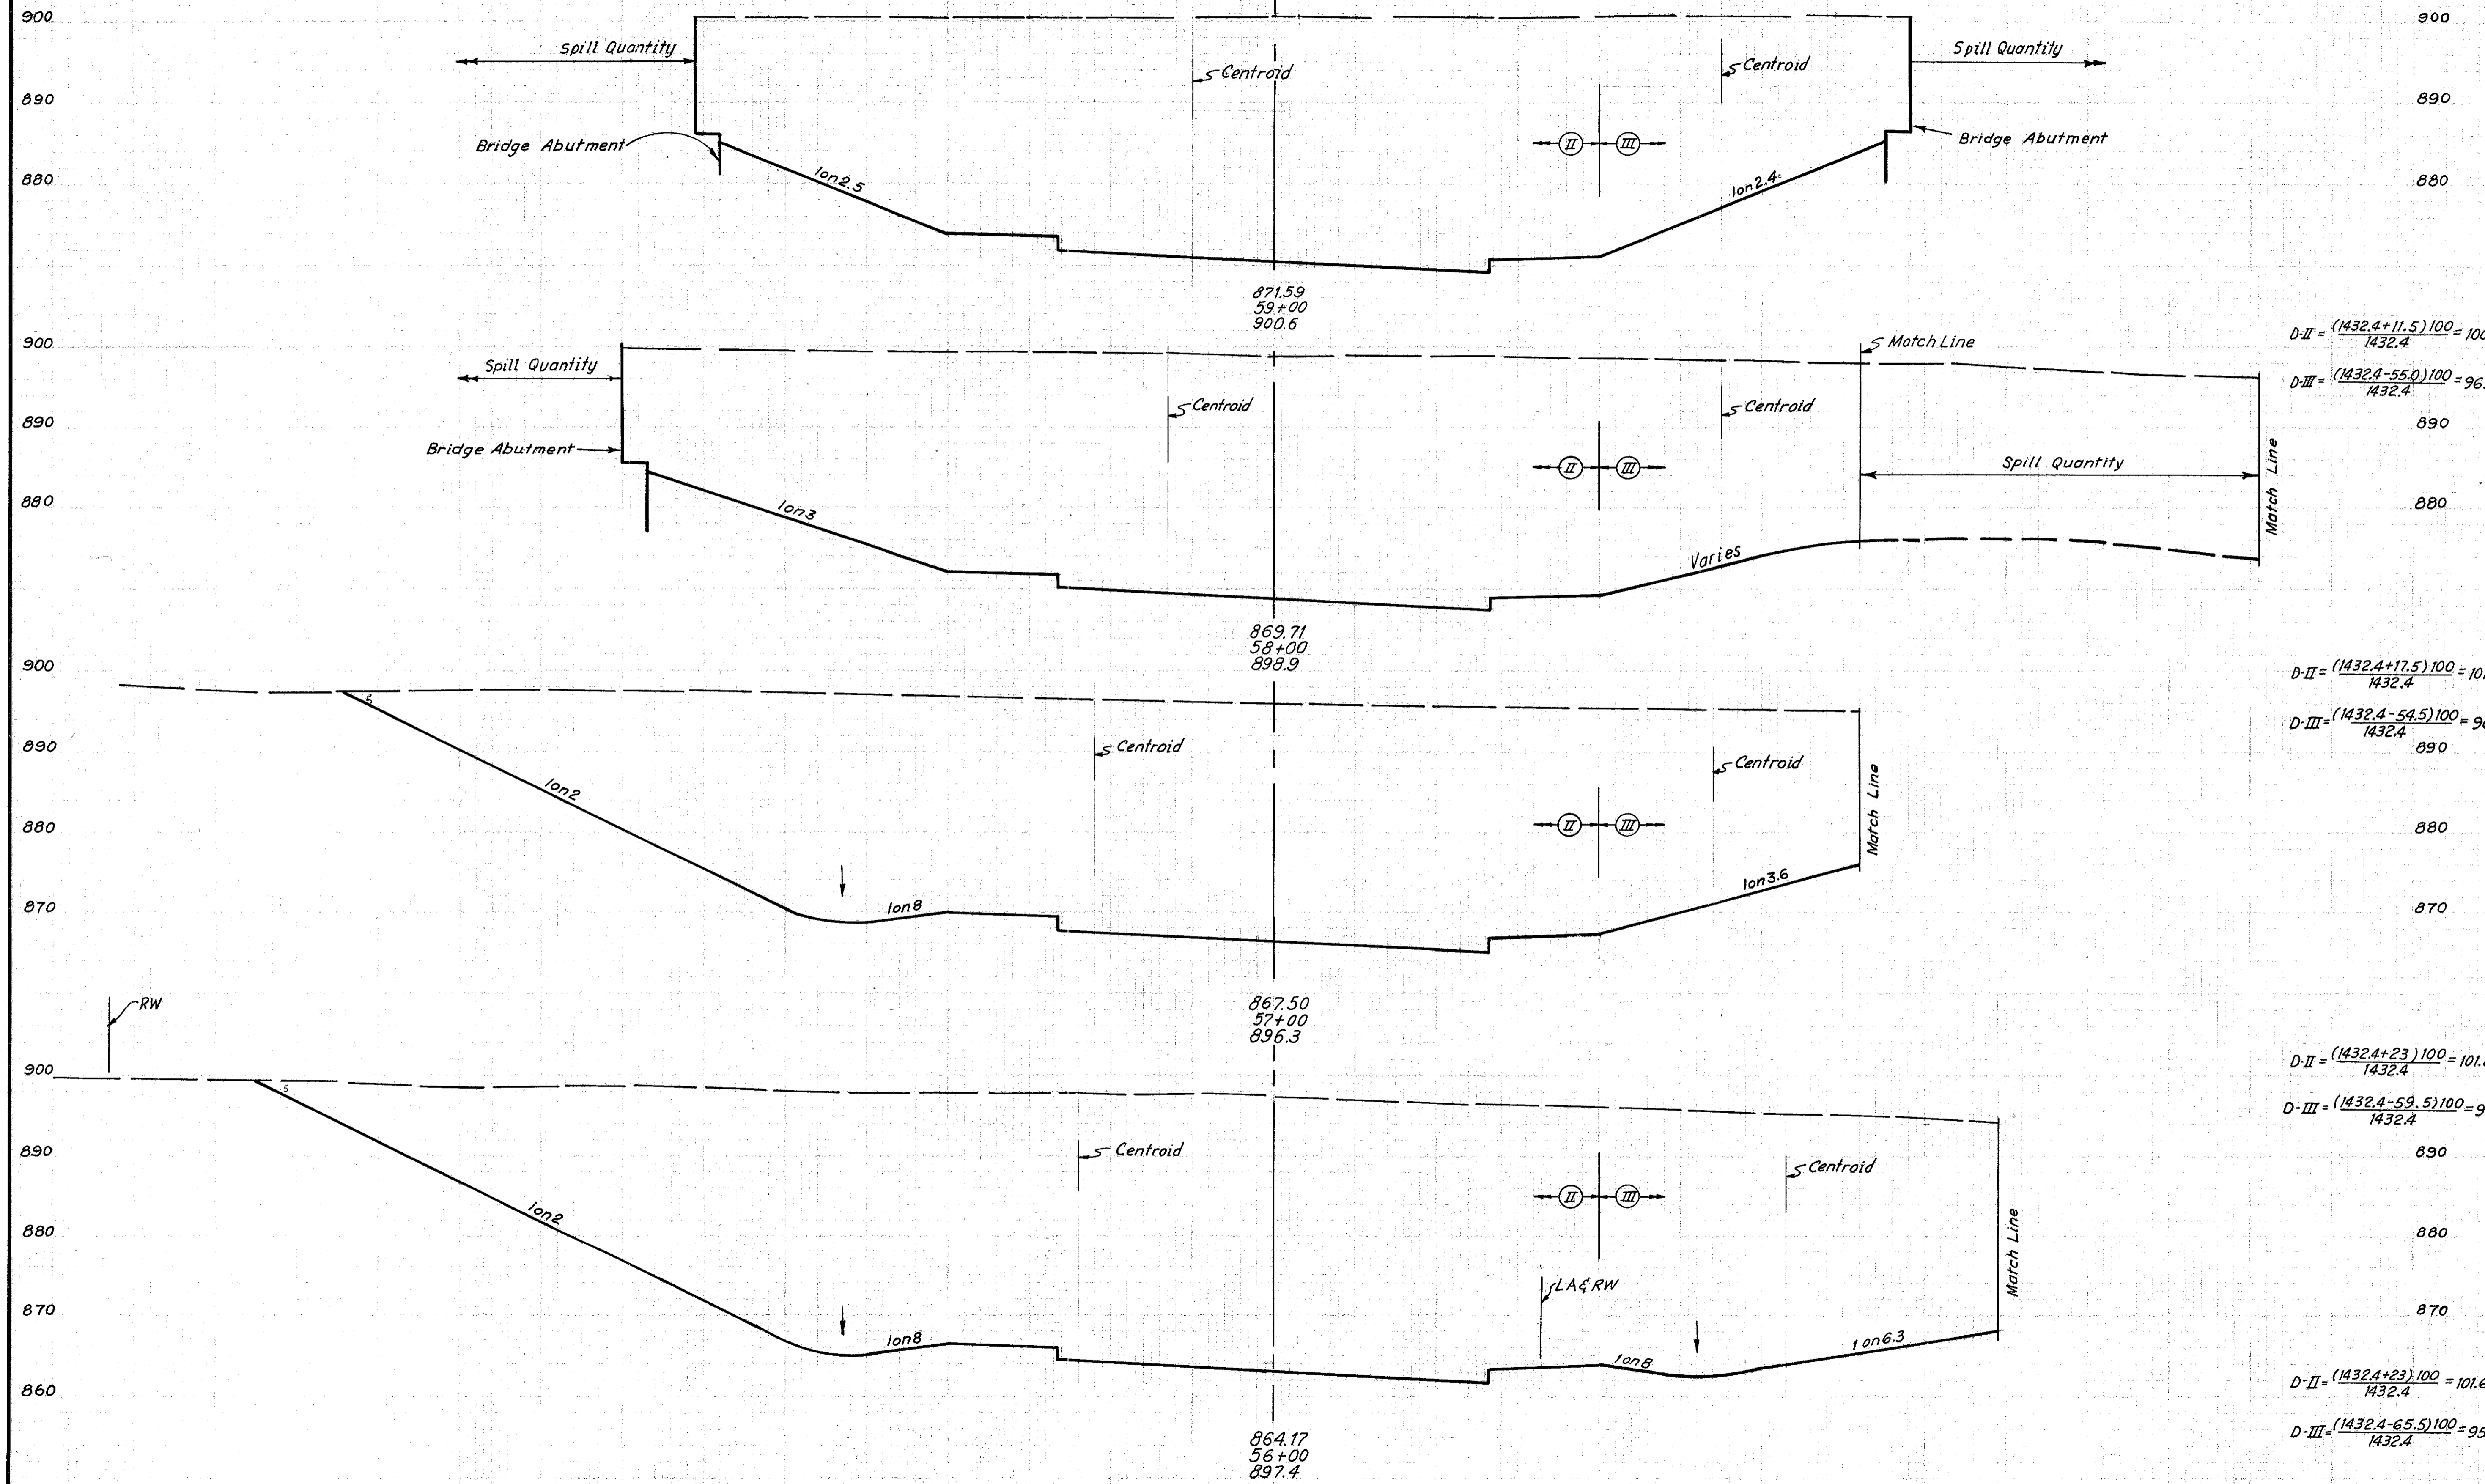 900
900
Spill Quantity
Centroid
Centroid
Spill Quantity
890
890
Bridge Abutment
II III
Bridge Abutment
880
1on2.5
1on2.4
880
871.59
59+00
900.6
900
Match Line
D-II = (1432.4+11.5)100 = 100
1432.4
Spill Quantity
D-III = (1432.4-55.0)100 = 96.
1432.4
Centroid
Centroid
890
890
Bridge Abutment
II III
Spill Quantity
Match Line
880
1on3
880
Varies
869.71
58+00
898.9
900
D-II = (1432.4+17.5)100 = 101
1432.4
5
D-III = (1432.4-54.5)100 = 96
1432.4
890
Centroid
Centroid
890
1on2
Match Line
880
II III
880
1on3.6
870
1on8
870
RW
867.50
57+00
896.3
900
D-II = (1432.4+23)100 = 101.6
1432.4
5
D-III = (1432.4-59.5)100 = 9
1432.4
890
Centroid
Centroid
890
1on2
II III
880
Match Line
880
LA & RW
870
870
1on8
1on8
1on6.3
860
D-II = (1432.4+23)100 = 101.6
1432.4
D-III = (1432.4-65.5)100 = 95
1432.4
864.17
56+00
897.4